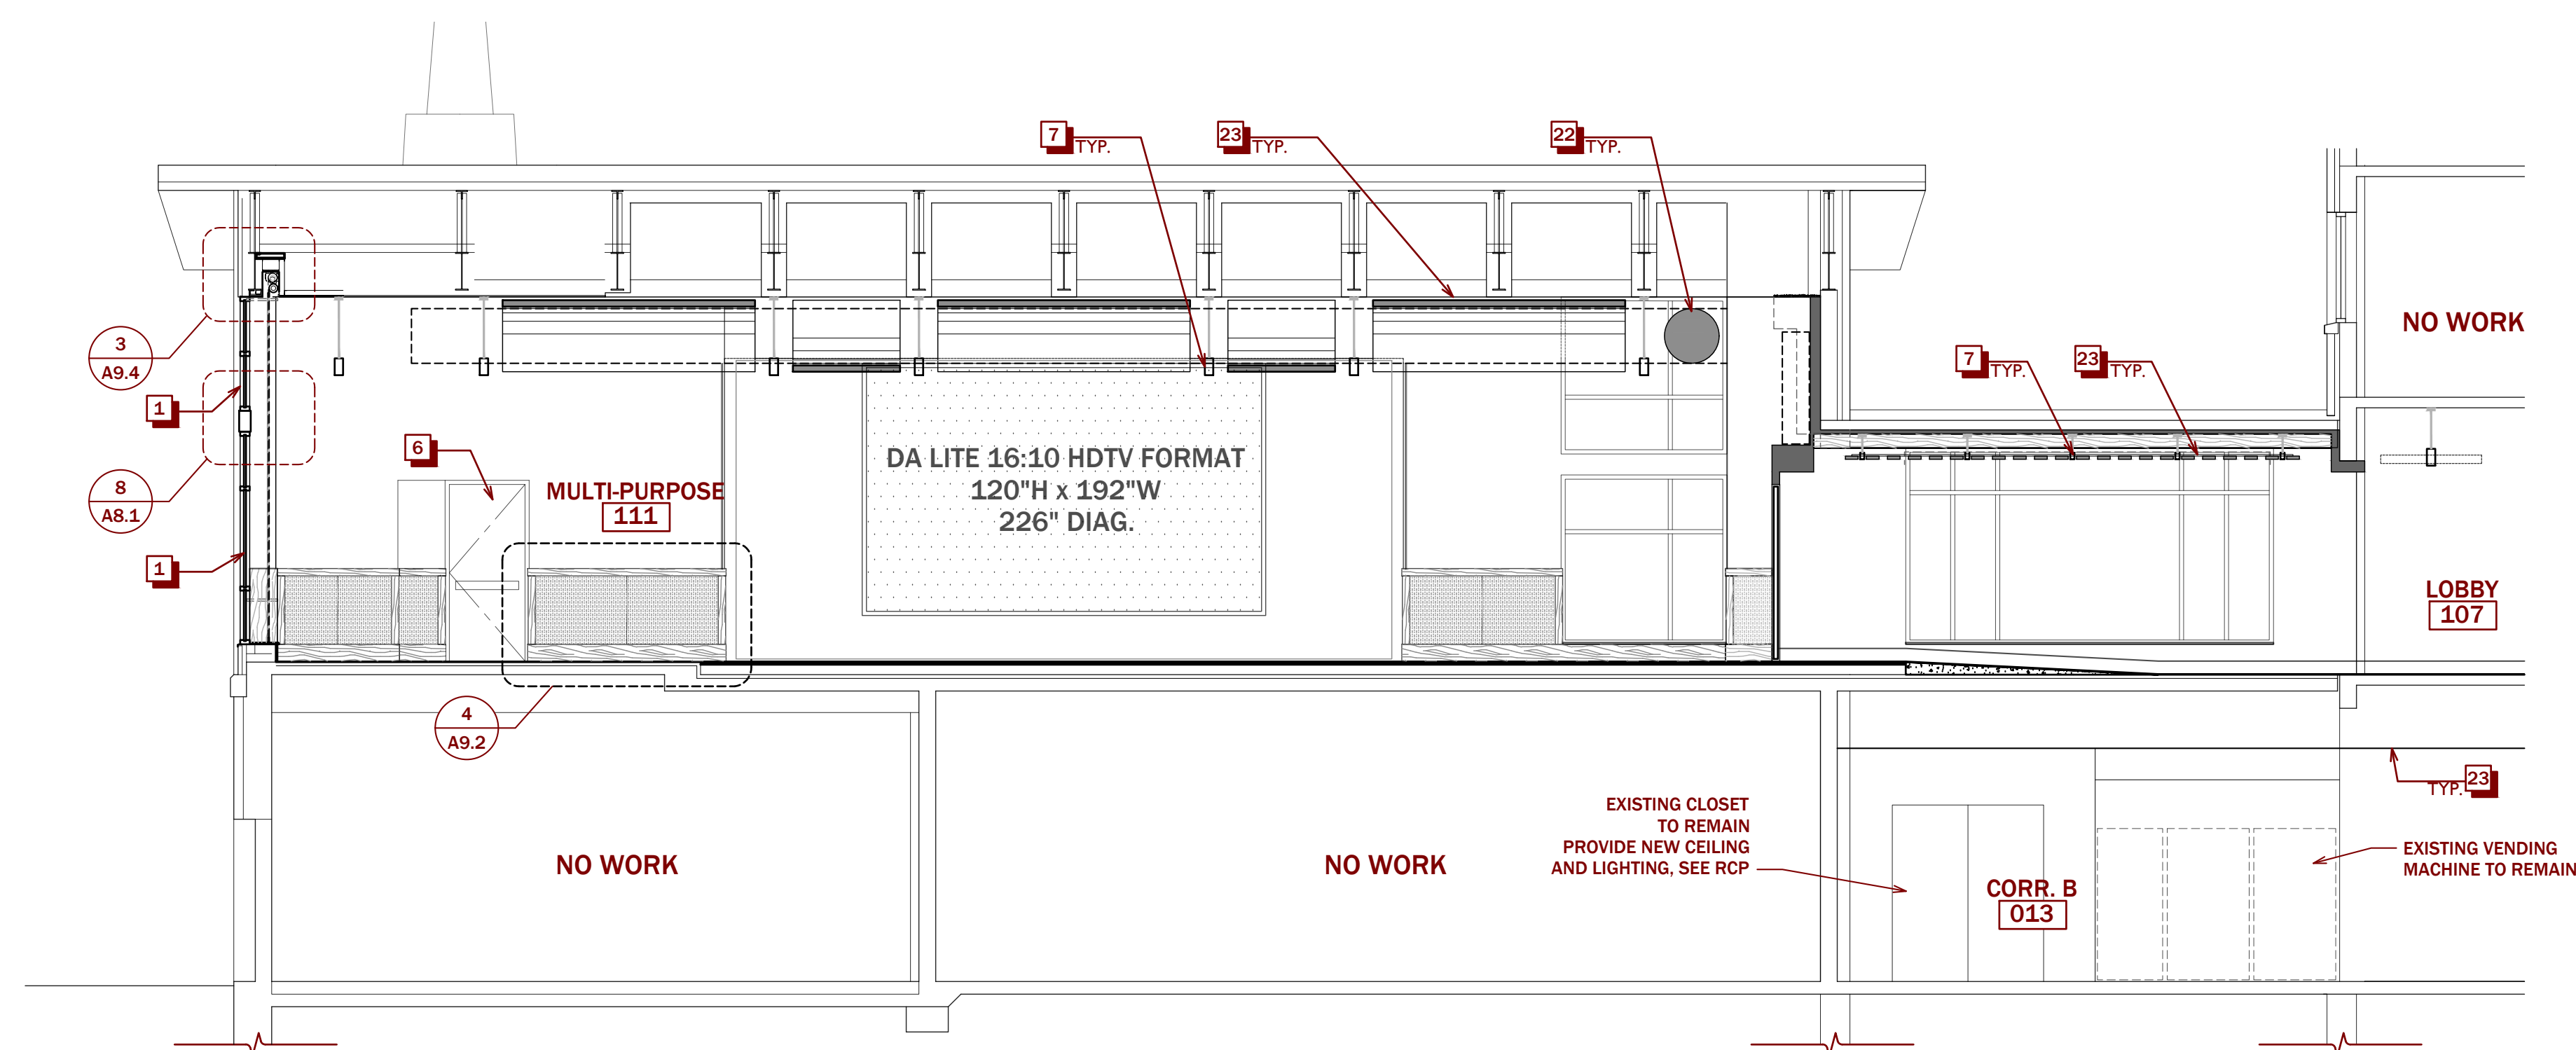 7
TYP.
23
TYP.
22
TYP.
3
A9.4
1
8
A8.1
1
6
MULTI-PURPOSE
111
DA LITE 16:10 HDTV FORMAT
120"H x 192"W
226" DIAG.
7
TYP.
23
TYP.
NO WORK
LOBBY
107
4
A9.2
23
TYP.
NO WORK
NO WORK
EXISTING CLOSET
TO REMAIN
PROVIDE NEW CEILING
AND LIGHTING, SEE RCP
CORR. B
013
EXISTING VENDING
MACHINE TO REMAIN